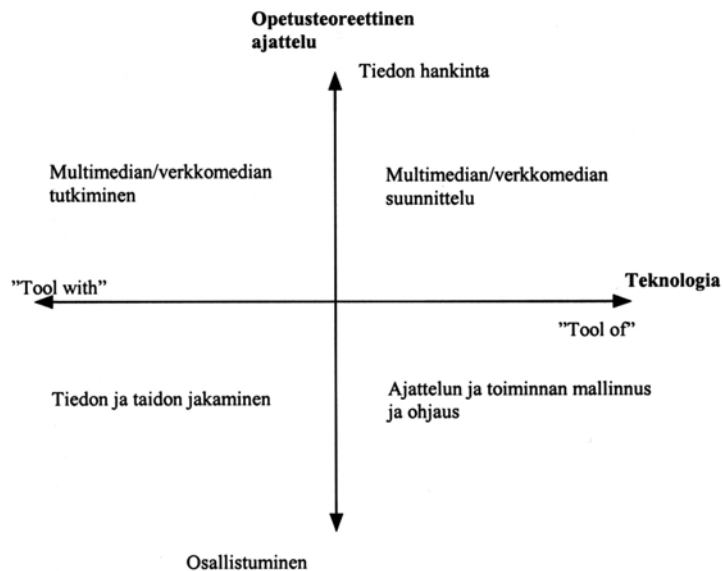 Opetusteoreettinen
ajattelu
Tiedon hankinta
Multimedian/verkkomedian
tutkiminen
Multimedian/verkkomedian
suunnittelu
”Tool with”
Teknologia
”Tool of”
Tiedon ja taidon jakaminen
Ajattelun ja toiminnan mallinnus
ja ohjaus
Osallistuminen